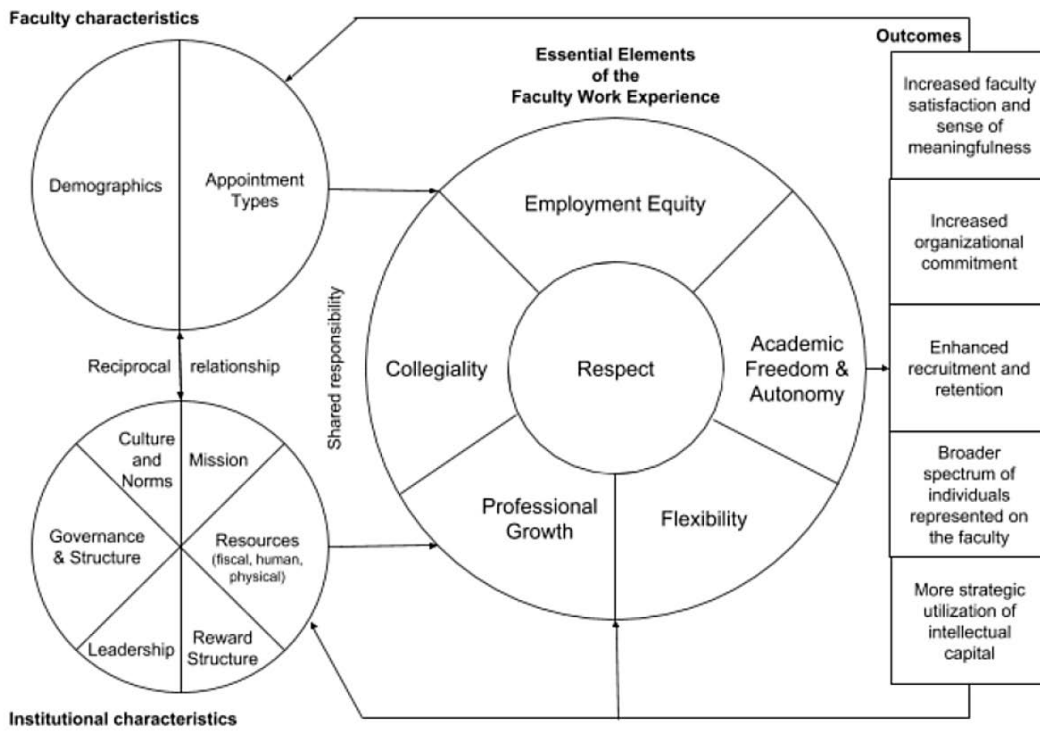 Faculty characteristics
Demographics
Appointment
Types
Reciprocal relationship
Culture
and
Norms
Mission
Governance
& Structure
Resources
(fiscal, human,
physical)
Leadership
Reward
Structure
Institutional characteristics
Shared responsibility
Essential Elements
of the
Faculty Work Experience
Employment Equity
Collegiality
Respect
Academic
Freedom &
Autonomy
Professional
Growth
Flexibility
Outcomes
Increased faculty
satisfaction and
sense of
meaningfulness
Increased
organizational
commitment
Enhanced
recruitment and
retention
Broader
spectrum of
individuals
represented on
the faculty
More strategic
utilization of
intellectual
capital